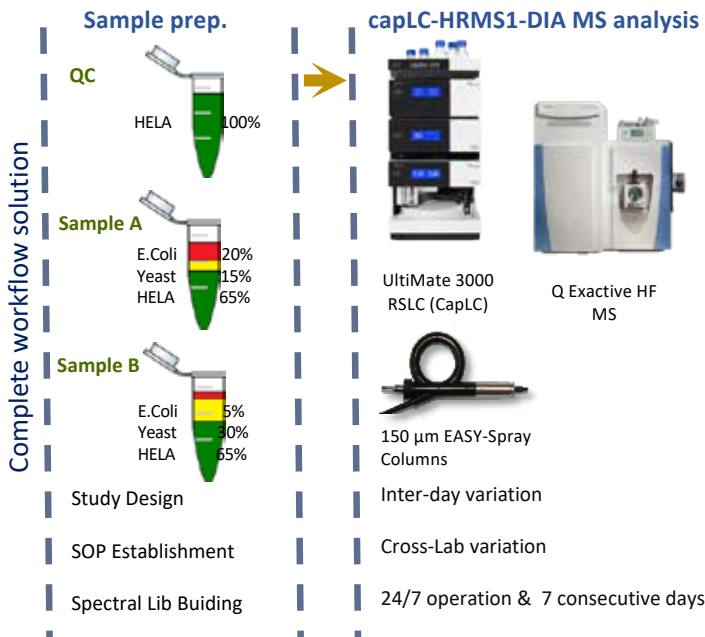 Complete workflow solution
Sample prep.
QC
HELA 100%
Sample A
E.Coli 20%
Yeast 15%
HELA 65%
Sample B
E.Coli 5%
Yeast 30%
HELA 65%
Study Design
SOP Establishment
Spectral Lib Buiding
capLC-HRMS1-DIA MS analysis
UltiMate 3000
RSLC (CapLC)
Q Exactive HF
MS
150 µm EASY-Spray
Columns
Inter-day variation
Cross-Lab variation
24/7 operation & 7 consecutive days